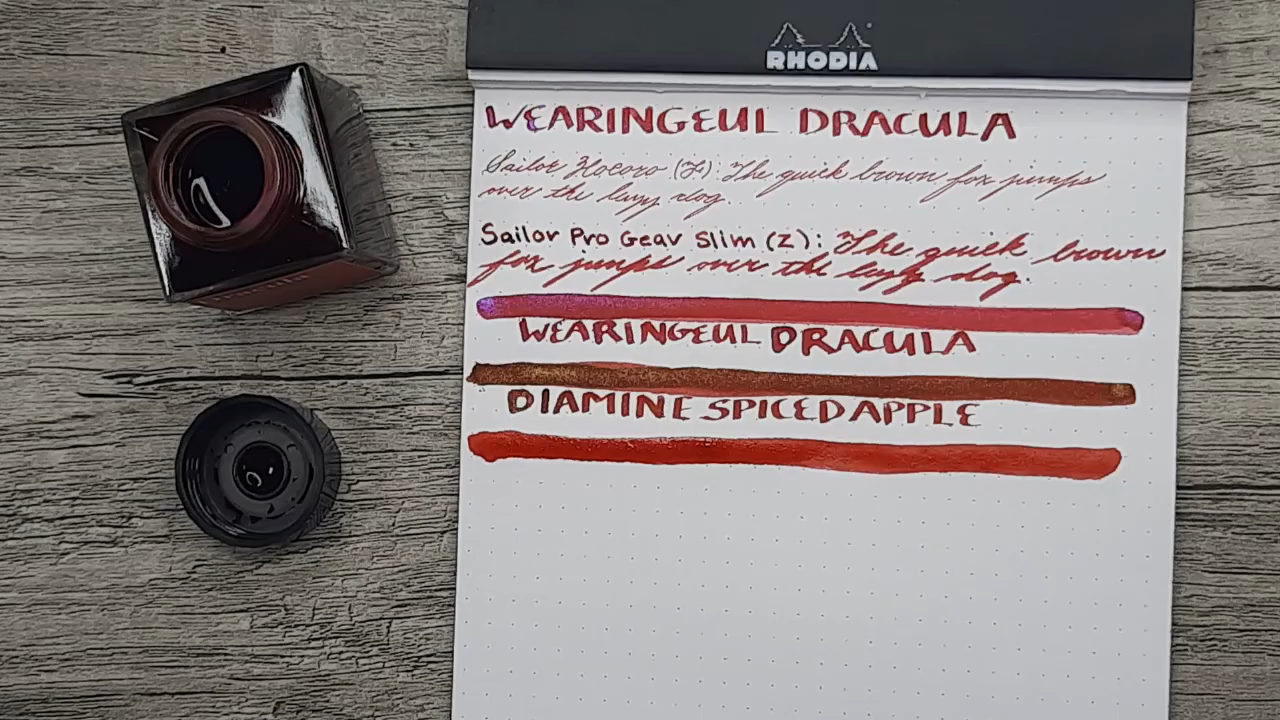 RHODIA
WEARINGEUL DRACULA
Sailor Hocoro (F): The quick brown fox jumps
over the lazy dog.
Sailor Pro Gear Slim (Z): The quick brown
fox jumps over the lazy dog.
WEARINGEUL DRACULA
DIAMINE SPICED APPLE